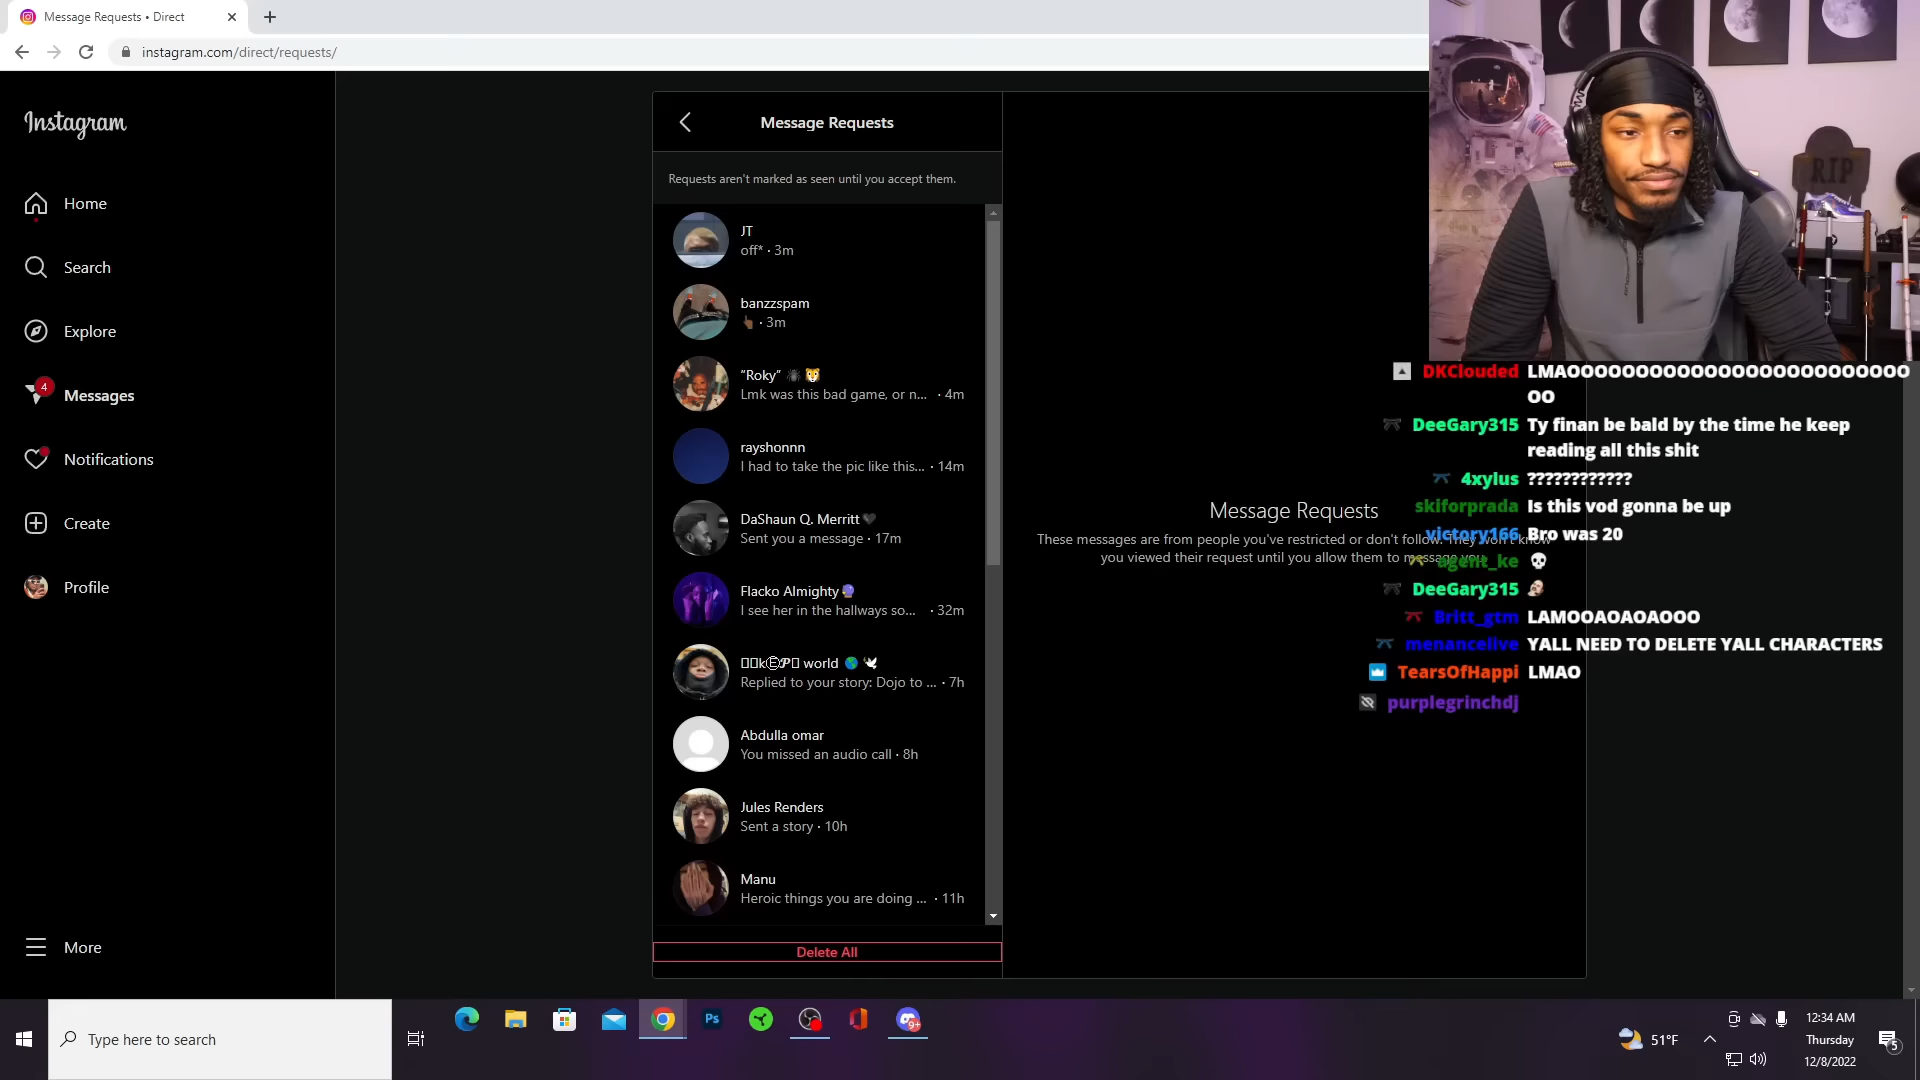 Message Requests • Direct
instagram.com/direct/requests/
Instagram
Home
Search
Explore
4
Messages
Notifications
Create
Profile
More
Message Requests
Requests aren't marked as seen until you accept them.
JT
off* · 3m
banzzspam
👆🏾 · 3m
“Roky” 🕷 🐯
Lmk was this bad game, or n... · 4m
rayshonnn
I had to take the pic like this... · 14m
DaShaun Q. Merritt🖤
Sent you a message · 17m
Flacko Almighty🔮
I see her in the hallways so... · 32m
world 🌎 🕊
Replied to your story: Dojo to ... · 7h
Abdulla omar
You missed an audio call · 8h
Jules Renders
Sent a story · 10h
Manu
Heroic things you are doing ... · 11h
Delete All
Message Requests
These messages are from people you've restricted or don't follow. They won't know
you viewed their request until you allow them to message you.
RIP
DKClouded LMAOOOOOOOOOOOOOOOOOOOOOOOOO
OO
DeeGary315 Ty finan be bald by the time he keep
reading all this shit
4xylus ????????????
skiforprada Is this vod gonna be up
victory166 Bro was 20
agent_ke 💀
DeeGary315
Britt_gtm LAMOOAOAOAOOO
menancelive YALL NEED TO DELETE YALL CHARACTERS
TearsOfHappi LMAO
purplegrinchdj
Type here to search
Ps
9+
51°F
12:34 AM
Thursday
12/8/2022
5